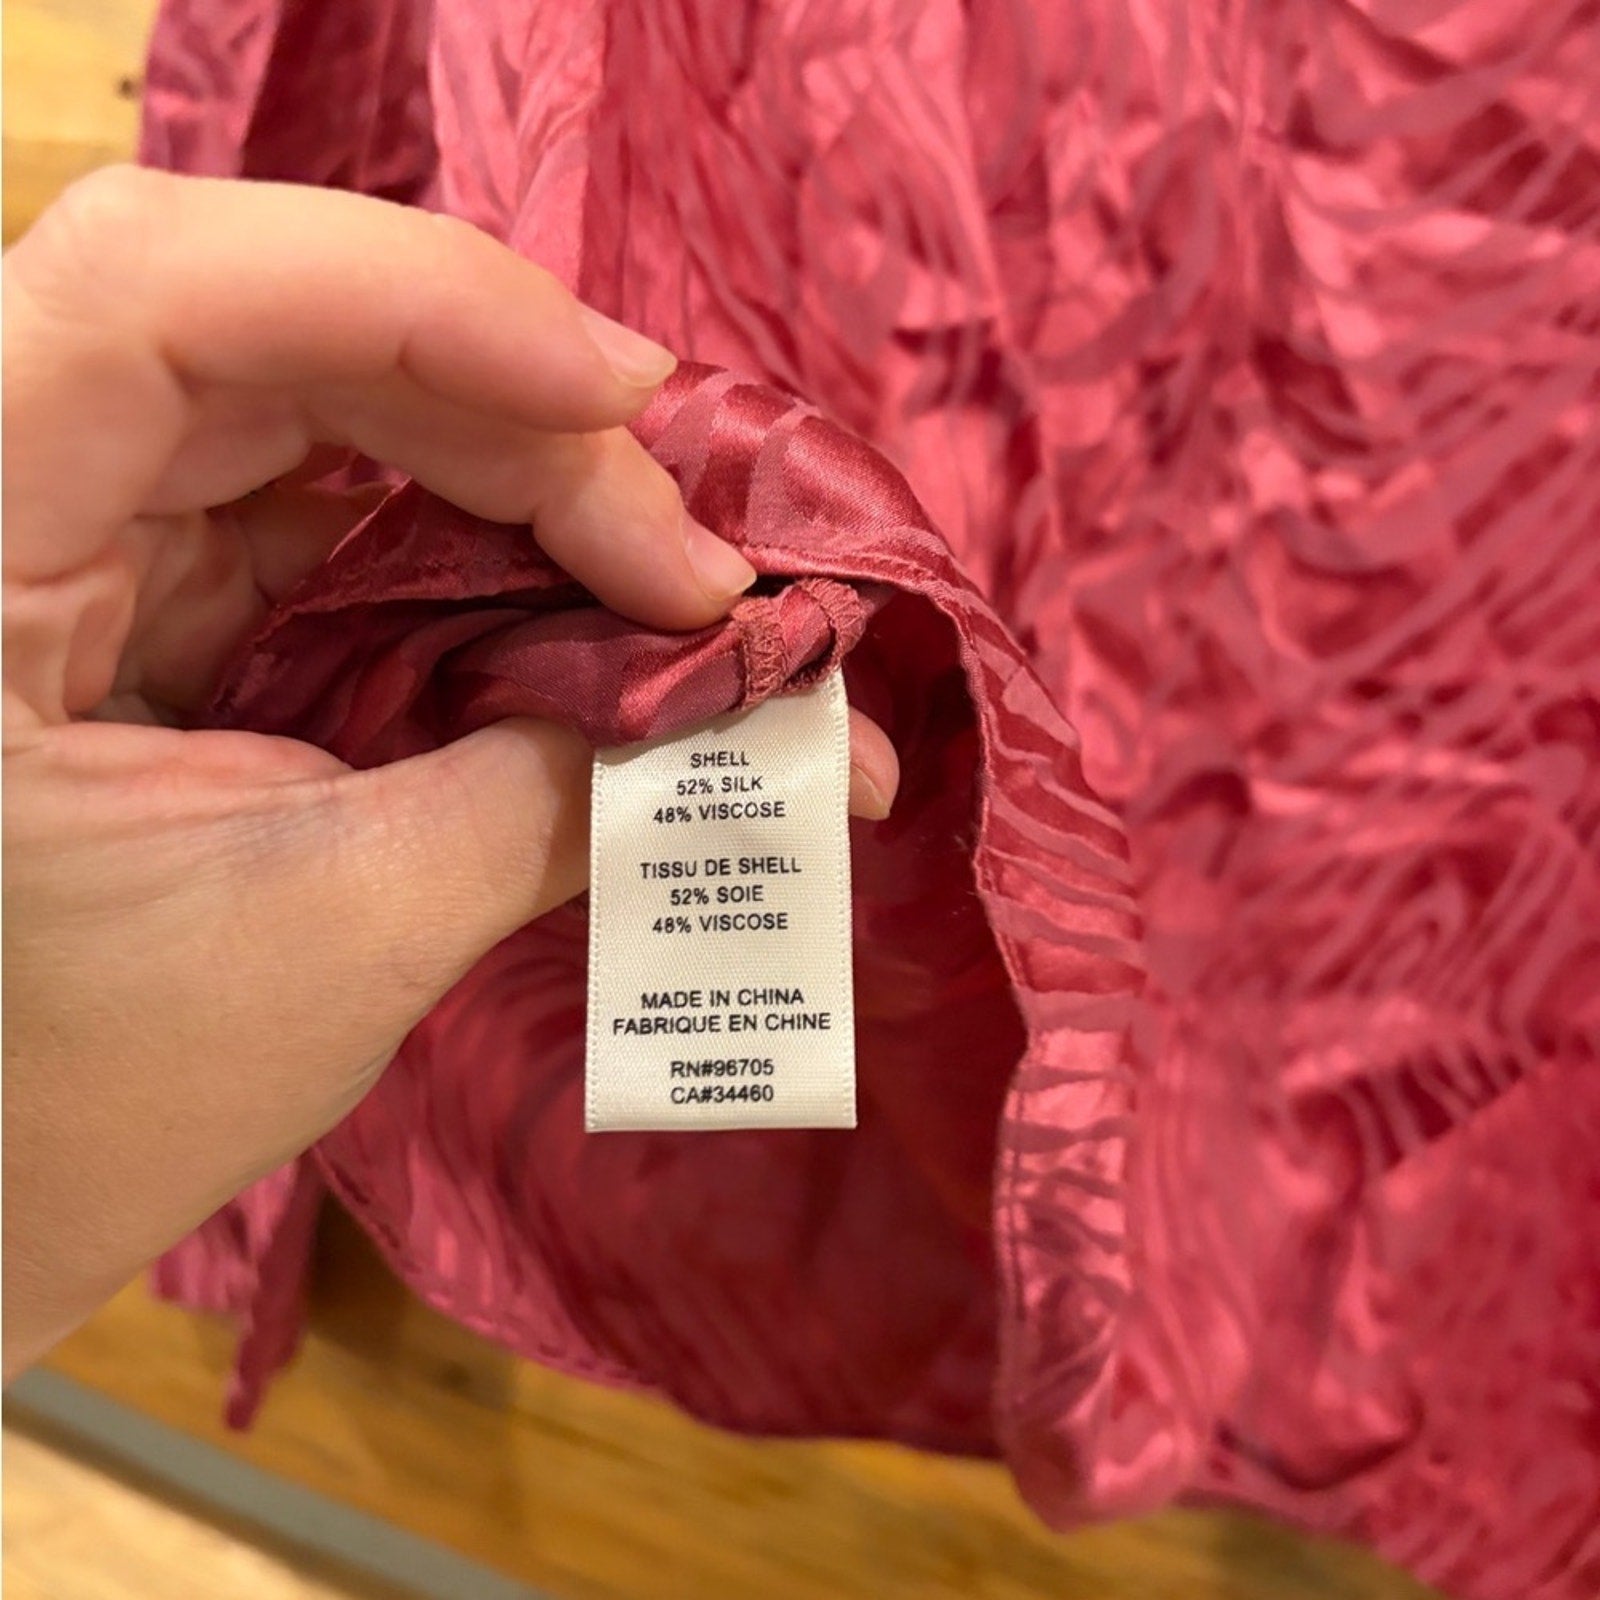 SHELL
52% SILK
48% VISCOSE
TISSU DE SHELL
52% SOIE
48% VISCOSE
MADE IN CHINA
FABRIQUE EN CHINE
RN#96705
CA#34460